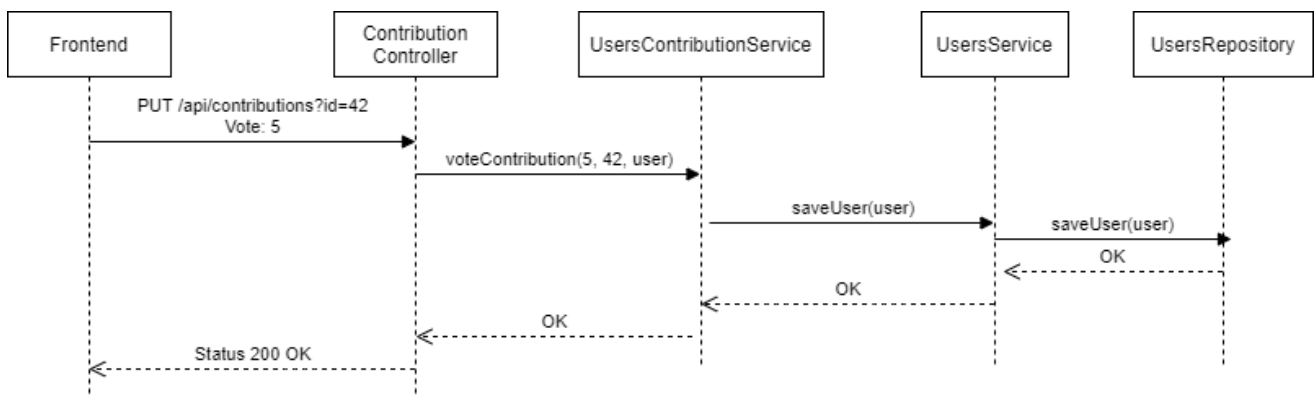 Frontend
Contribution
Controller
UsersContributionService
UsersService
UsersRepository
PUT /api/contributions?id=42
Vote: 5
voteContribution(5, 42, user)
saveUser(user)
saveUser(user)
OK
OK
OK
Status 200 OK